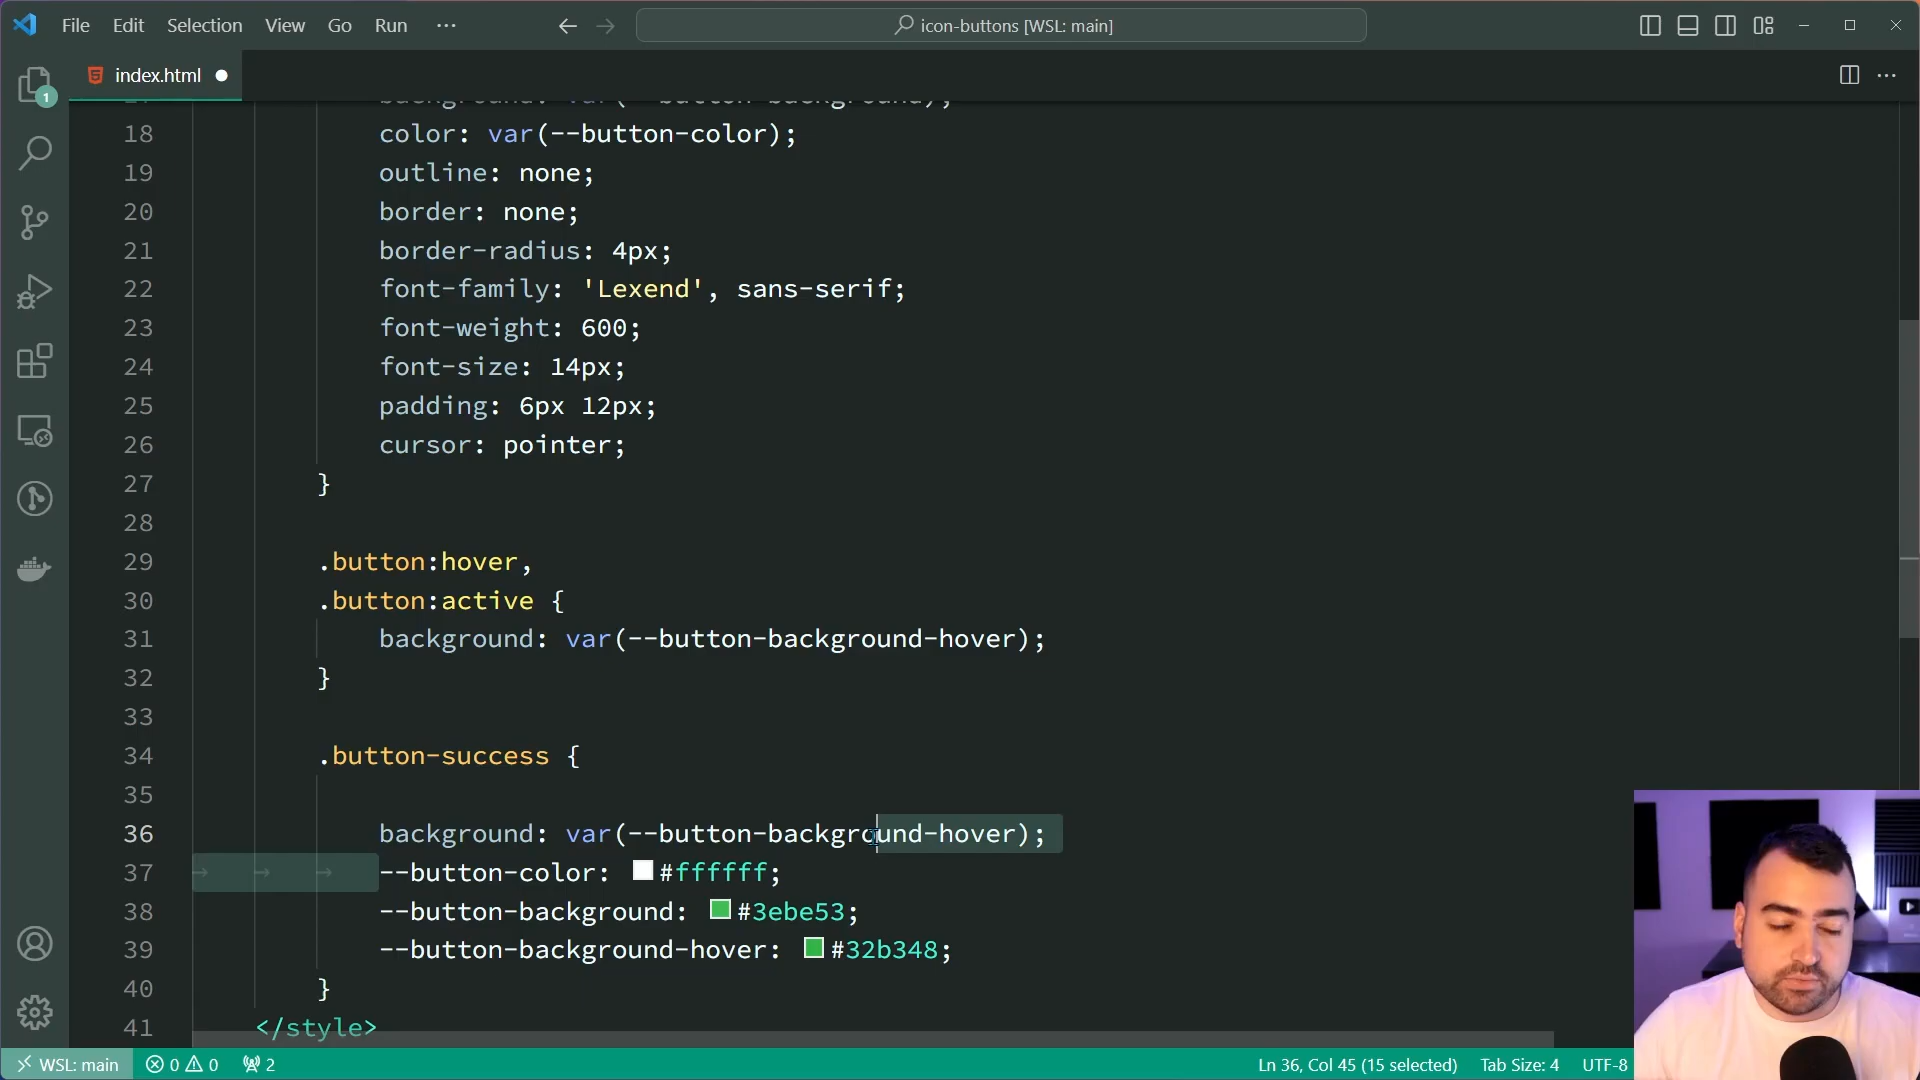 File Edit Selection View Go Run ···
icon-buttons [WSL: main]
index.html
1
background: var(--button-background);
18 color: var(--button-color);
19 outline: none;
20 border: none;
21 border-radius: 4px;
22 font-family: 'Lexend', sans-serif;
23 font-weight: 600;
24 font-size: 14px;
25 padding: 6px 12px;
26 cursor: pointer;
27 }
28
29 .button:hover,
30 .button:active {
31 background: var(--button-background-hover);
32 }
33
34 .button-success {
35
36 background: var(--button-background-hover);
37 --button-color: #ffffff;
38 --button-background: #3ebe53;
39 --button-background-hover: #32b348;
40 }
41 </style>
WSL: main 0 0 2 Ln 36, Col 45 (15 selected) Tab Size: 4 UTF-8